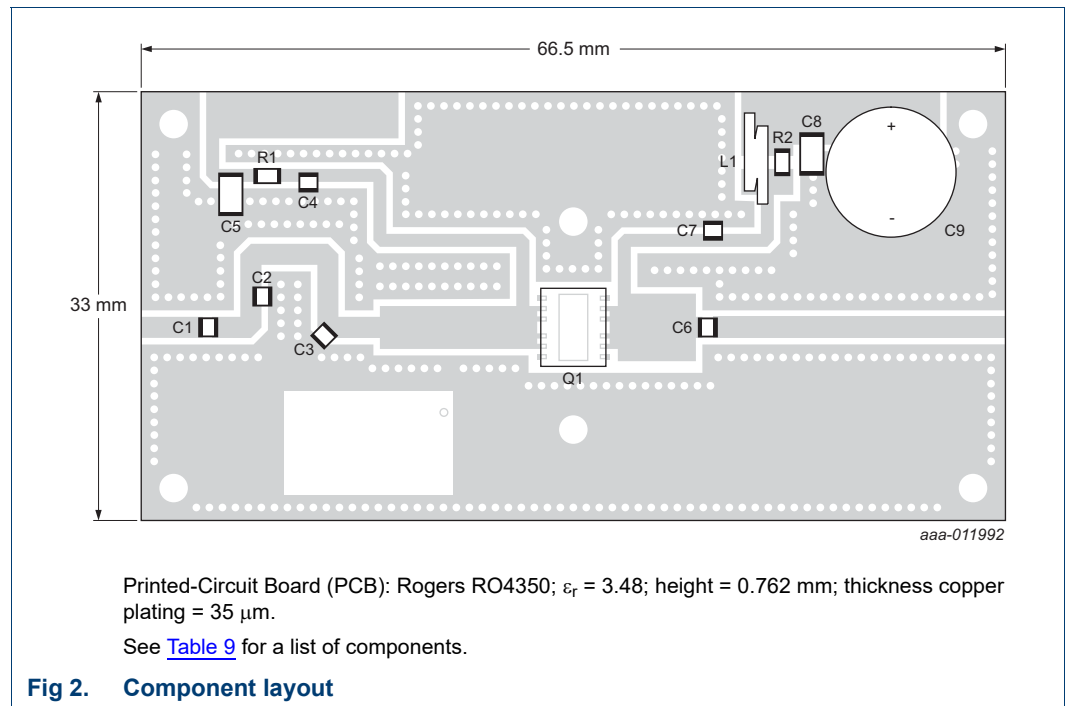 66.5 mm
33 mm
R1
C4
C5
C2
C1
C3
Q1
C6
C7
L1
R2
C8
+
-
C9
aaa-011992
Printed-Circuit Board (PCB): Rogers RO4350; εr = 3.48; height = 0.762 mm; thickness copper
plating = 35 μm.
See Table 9 for a list of components.
Fig 2. Component layout